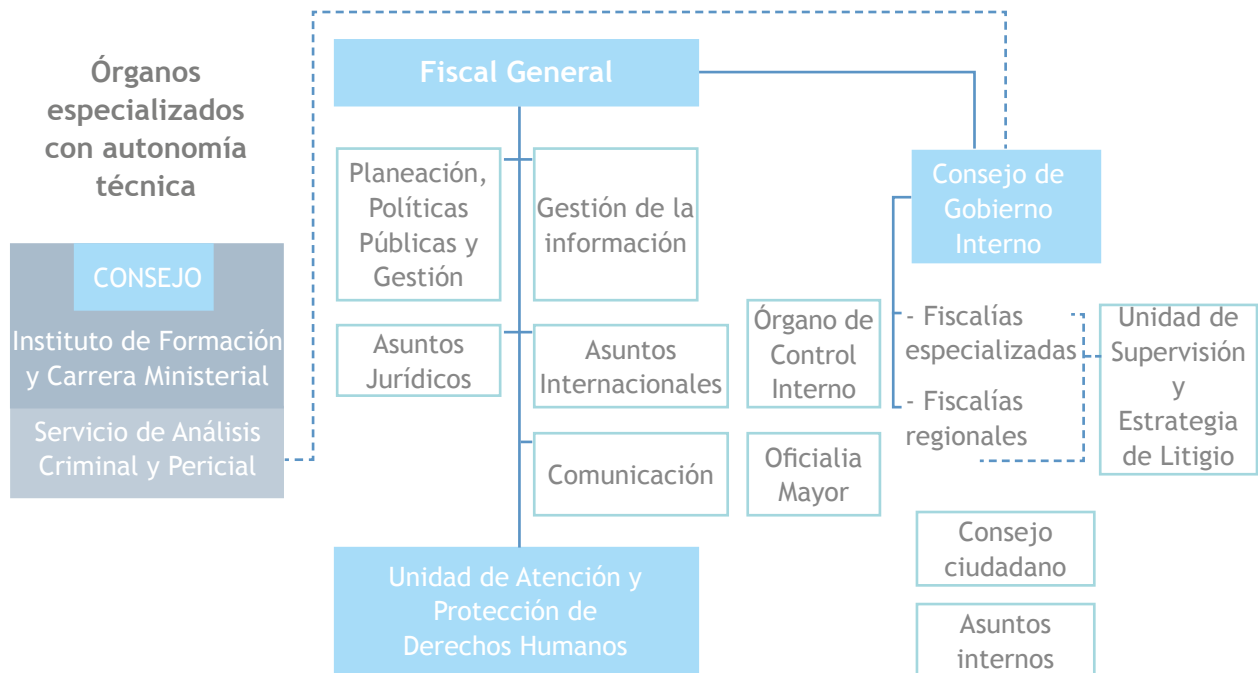 Órganos
especializados
con autonomía
técnica
CONSEJO
Instituto de Formación
y Carrera Ministerial
Servicio de Análisis
Criminal y Pericial
Fiscal General
Planeación,
Políticas
Públicas y
Gestión
Gestión de la
información
Asuntos
Jurídicos
Asuntos
Internacionales
Comunicación
Unidad de Atención y
Protección de
Derechos Humanos
Órgano de
Control
Interno
Oficialia
Mayor
Consejo de
Gobierno
Interno
- Fiscalías
especializadas
- Fiscalías
regionales
Unidad de
Supervisión
y
Estrategia
de Litigio
Consejo
ciudadano
Asuntos
internos